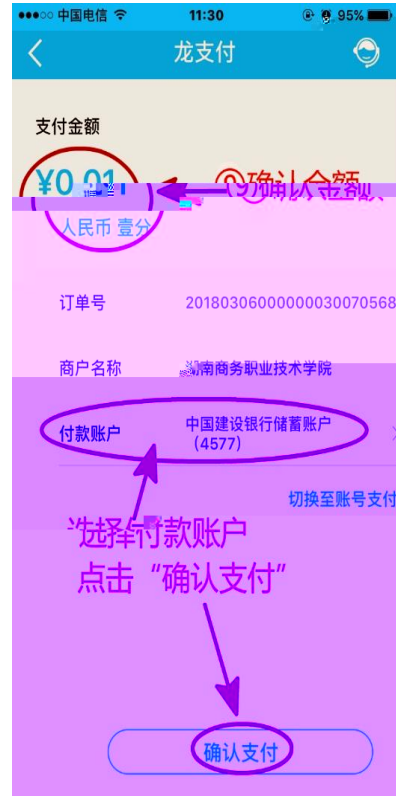 中国电信 11:30 95%
龙支付
支付金额
¥0.01
确认金额
人民币 壹分
订单号 20180306000000030070568
商户名称 湖南商务职业技术学院
付款账户 中国建设银行储蓄账户
(4577)
切换至账号支付
选择付款账户
点击“确认支付”
确认支付